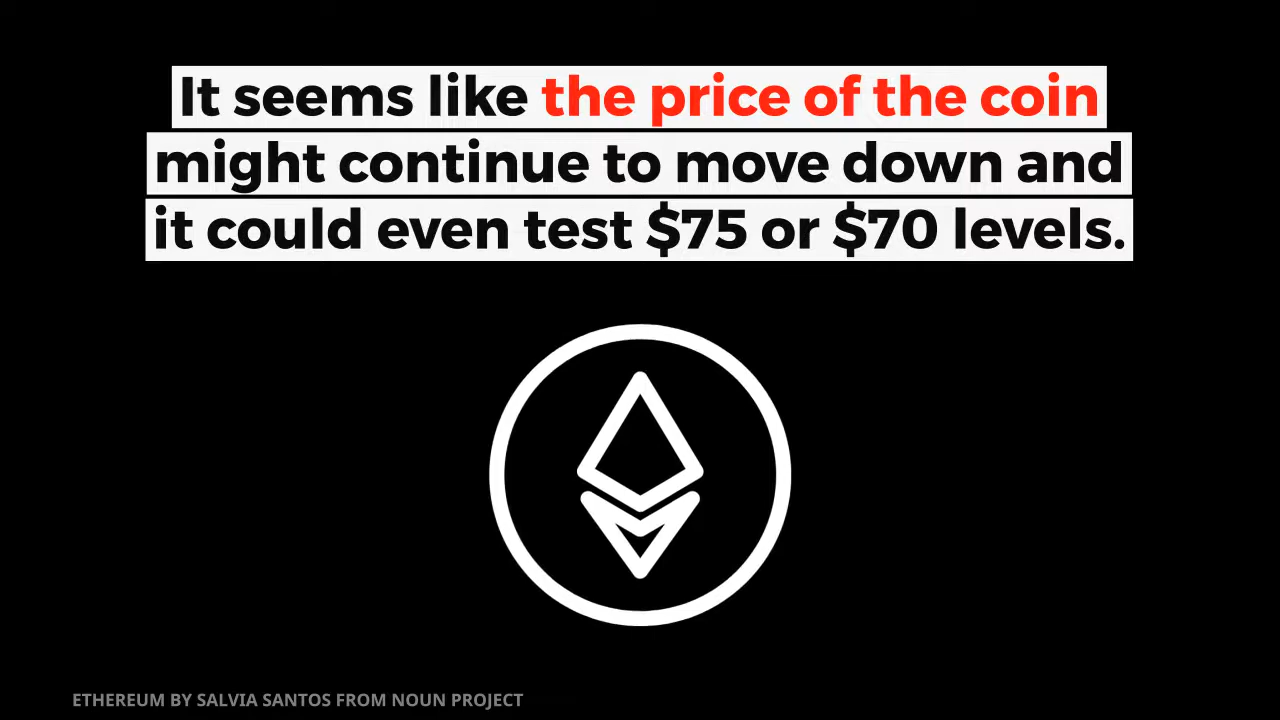 It seems like the price of the coin
might continue to move down and
it could even test $75 or $70 levels.
ETHEREUM BY SALVIA SANTOS FROM NOUN PROJECT